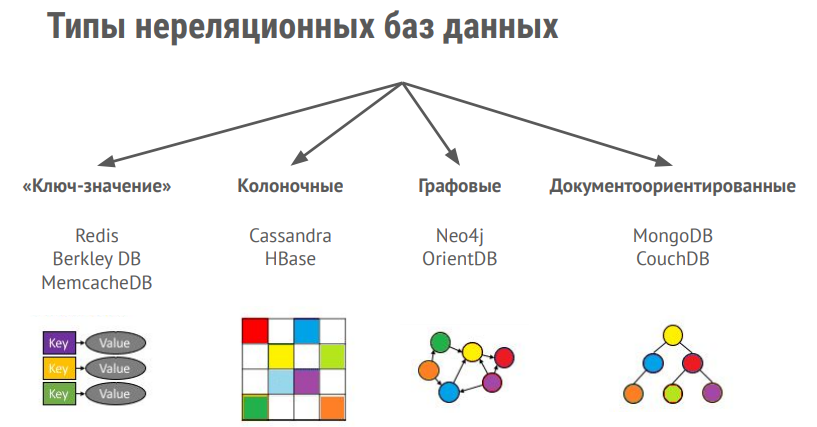 Типы нереляционных баз данных
«Ключ-значение»
Redis
Berkley DB
MemcacheDB
Колоночные
Cassandra
HBase
Графовые
Neo4j
OrientDB
Документоориентированные
MongoDB
CouchDB
Key Value
Key Value
Key Value